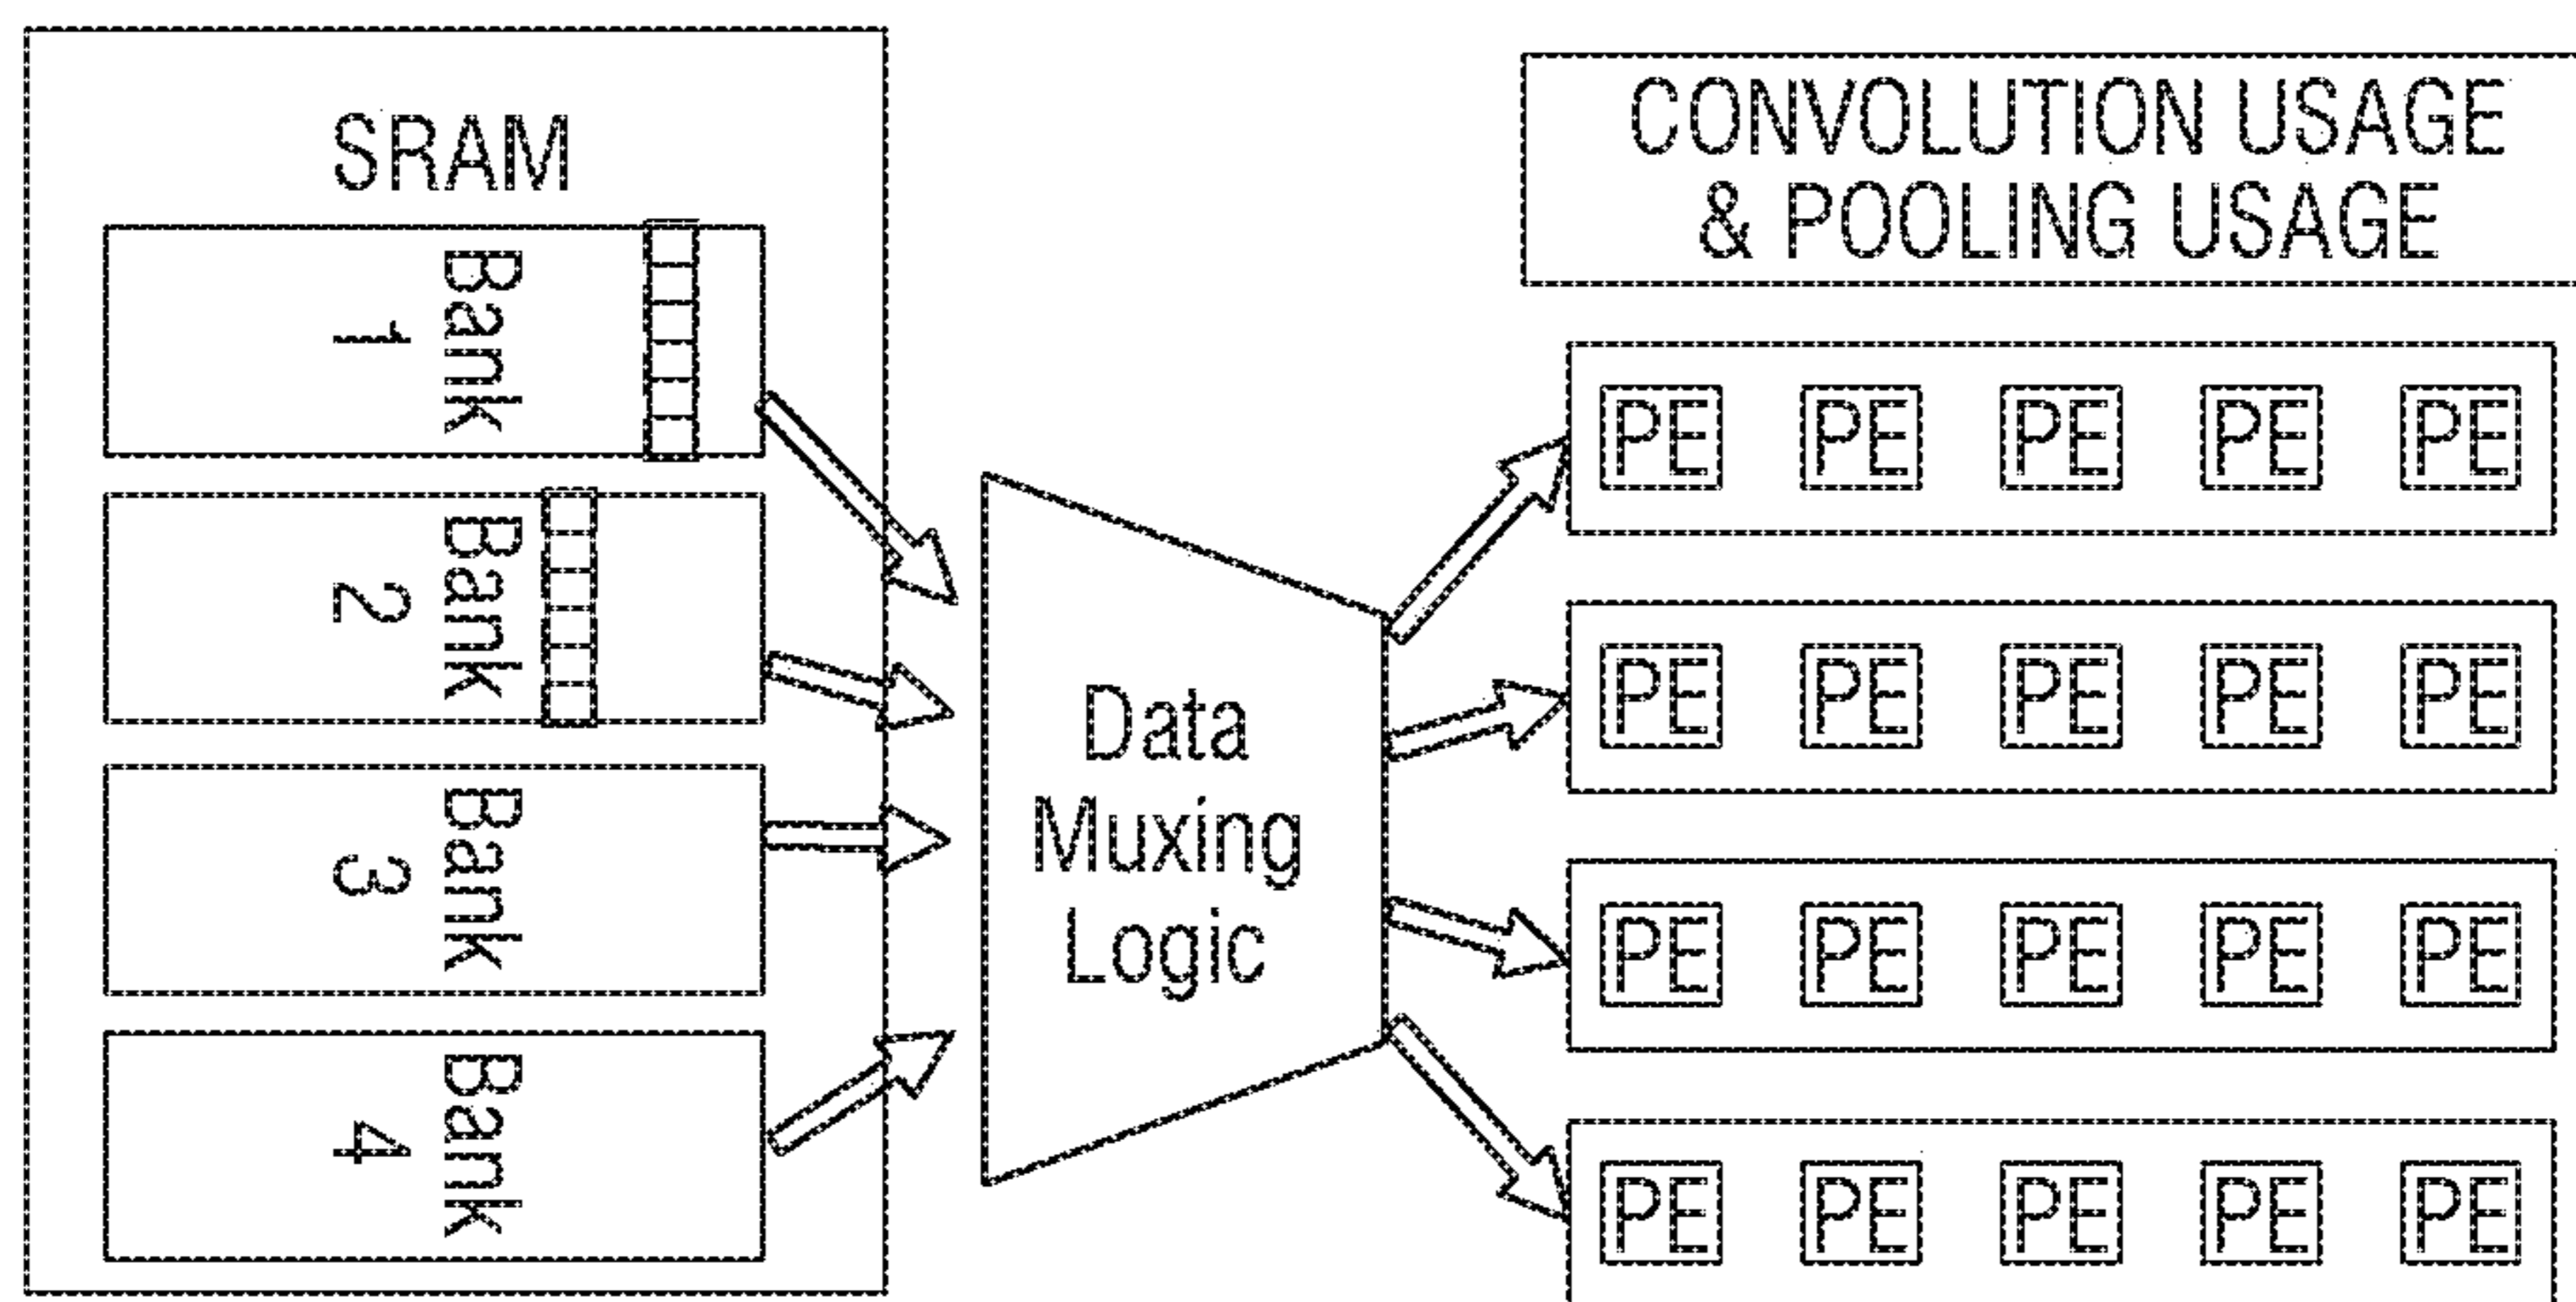 SRAM
Bank
1
Bank
2
Bank
3
Bank
4
Data
Muxing
Logic
CONVOLUTION USAGE
& POOLING USAGE
PE PE PE PE PE
PE PE PE PE PE
PE PE PE PE PE
PE PE PE PE PE